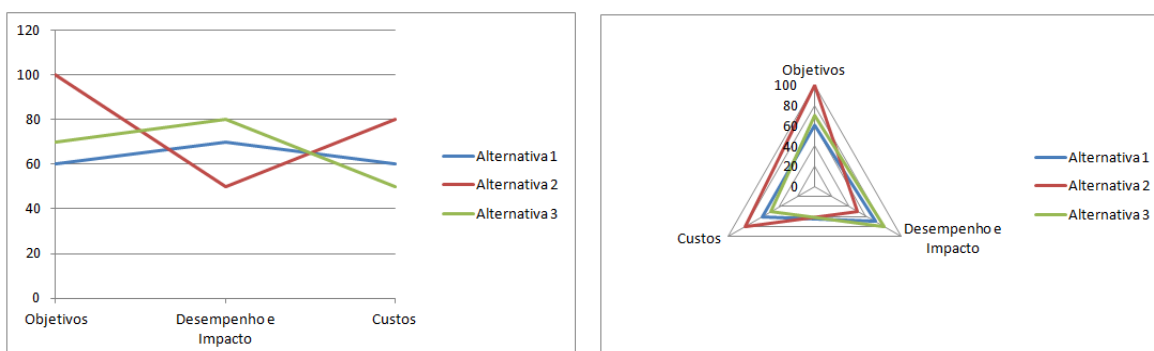 120
100
80
60
40
20
0
Objetivos
Desempenho e
Impacto
Custos
Alternativa 1
Alternativa 2
Alternativa 3
Objetivos
100
80
60
40
20
0
Custos
Desempenho e
Impacto
Alternativa 1
Alternativa 2
Alternativa 3